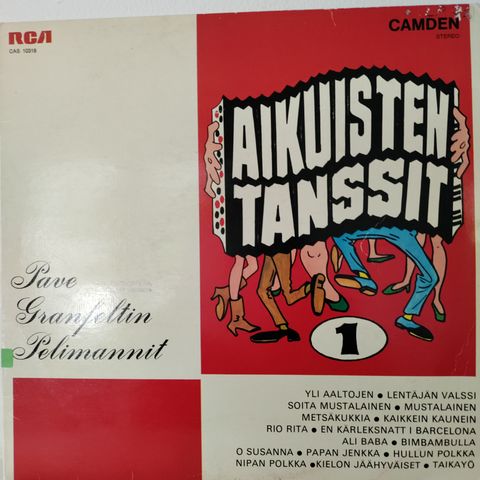 RCA
CAS 10318
CAMDEN
STEREO
AIKUISTEN
TANSSIT
1
Pave
Granfeltin
Pelimannit
YLI AALTOJEN ● LENTÄJÄN VALSSI
SOITA MUSTALAINEN ● MUSTALAINEN
METSÄKUKKIA ● KAIKKEIN KAUNEIN
RIO RITA ● EN KÄRLEKSNATT I BARCELONA
ALI BABA ● BIMBAMBULLA
O SUSANNA ● PAPAN JENKKA ● HULLUN POLKKA
NIPAN POLKKA ● KIELON JÄÄHYVÄISET ● TAIKAYÖ